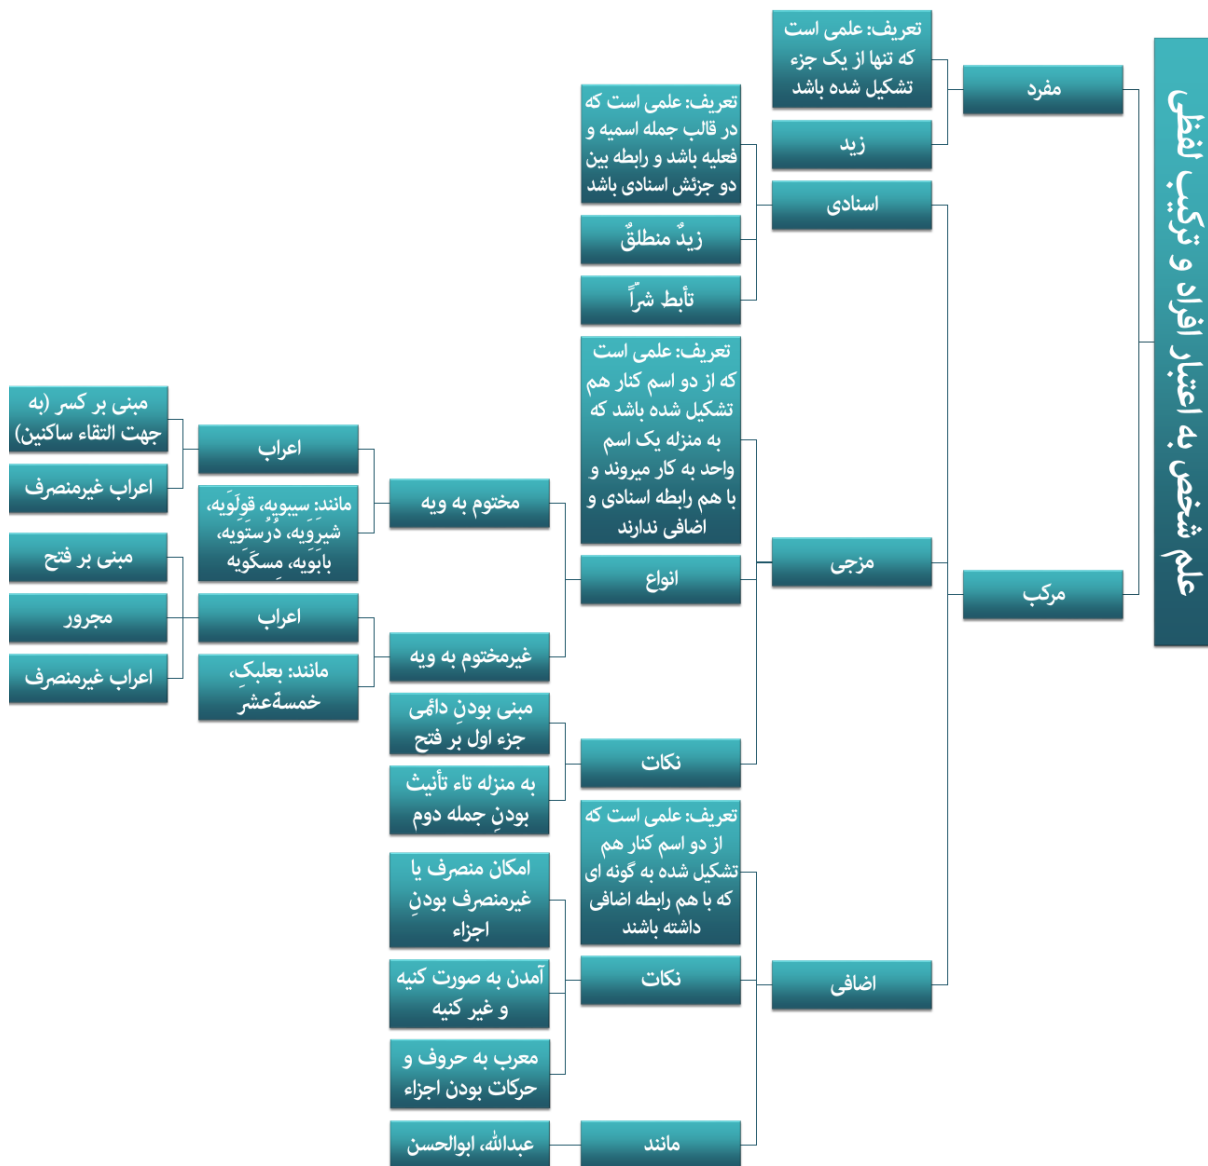 علم شخص به اعتبار افراد و ترکیب لفظی
مفرد
تعریف: علمی است
که تنها از یک جزء
تشکیل شده باشد
زید
مرکب
اسنادی
تعریف: علمی است که
در قالب جمله اسمیه و
فعلیه باشد و رابطه بین
دو جزئش اسنادی باشد
زیدٌ منطلقٌ
تأبط شراً
مزجی
تعریف: علمی است
که از دو اسم کنار هم
تشکیل شده باشد که
به منزله یک اسم
واحد به کار میروند و
با هم رابطه اسنادی و
اضافی ندارند
انواع
مختوم به ویه
اعراب
مبنی بر کسر (به
جهت التقاء ساکنین)
اعراب غیرمنصرف
مانند: سیبویه، قولَوَیه،
شیرَوَیه، دُرُستَویه،
بابَوَیه، مِسکَوَیه
غیرمختوم به ویه
اعراب
مبنی بر فتح
مجرور
اعراب غیرمنصرف
مانند: بعلبکِ،
خمسةعشر
نکات
مبنی بودنِ دائمی
جزء اول بر فتح
به منزله تاء تأنیث
بودنِ جمله دوم
اضافی
تعریف: علمی است که
از دو اسم کنار هم
تشکیل شده به گونه ای
که با هم رابطه اضافی
داشته باشند
نکات
امکان منصرف یا
غیرمنصرف بودنِ
اجزاء
آمدن به صورت کنیه
و غیر کنیه
معرب به حروف و
حرکات بودن اجزاء
مانند
عبدالله، ابوالحسن